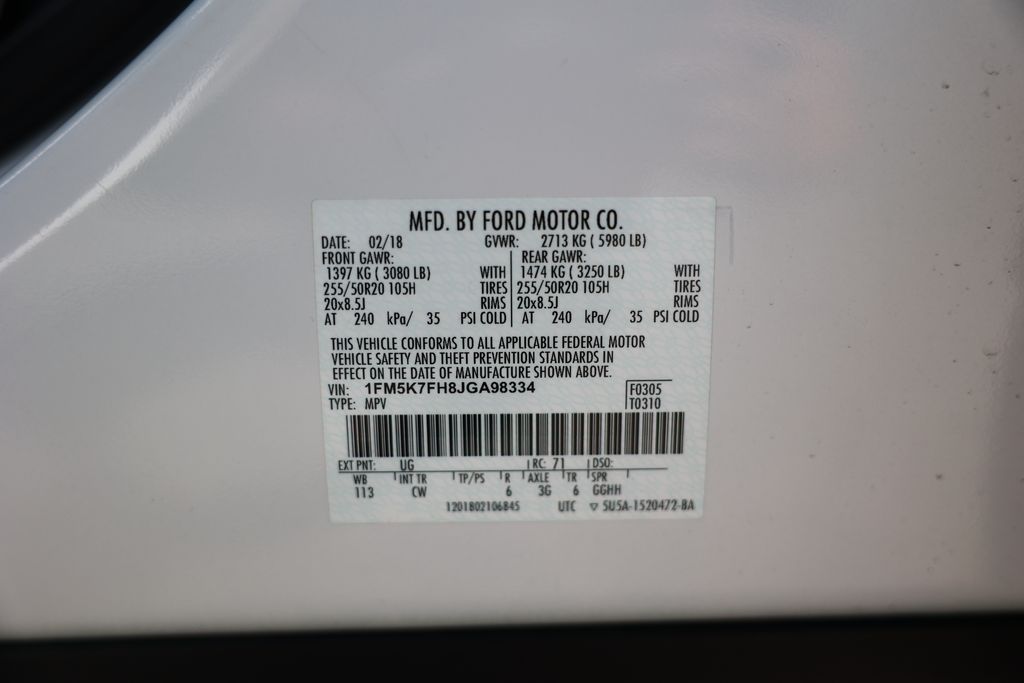 MFD. BY FORD MOTOR CO.
DATE: 02/18 GVWR: 2713 KG ( 5980 LB)
FRONT GAWR: REAR GAWR:
1397 KG ( 3080 LB) WITH 1474 KG ( 3250 LB) WITH
255/50R20 105H TIRES 255/50R20 105H TIRES
20x8.5J RIMS 20x8.5J RIMS
AT 240 kPa/ 35 PSI COLD AT 240 kPa/ 35 PSI COLD
THIS VEHICLE CONFORMS TO ALL APPLICABLE FEDERAL MOTOR
VEHICLE SAFETY AND THEFT PREVENTION STANDARDS IN
EFFECT ON THE DATE OF MANUFACTURE SHOWN ABOVE.
VIN: 1FM5K7FH8JGA98334 F0305
TYPE: MPV T0310
EXT PNT: UG RC: 71 DSO:
WB INT TR TP/PS R AXLE TR SPR
113 CW 6 3G 6 GGHH
1201802106845 UTC ▽ 5U5A-1520472-BA